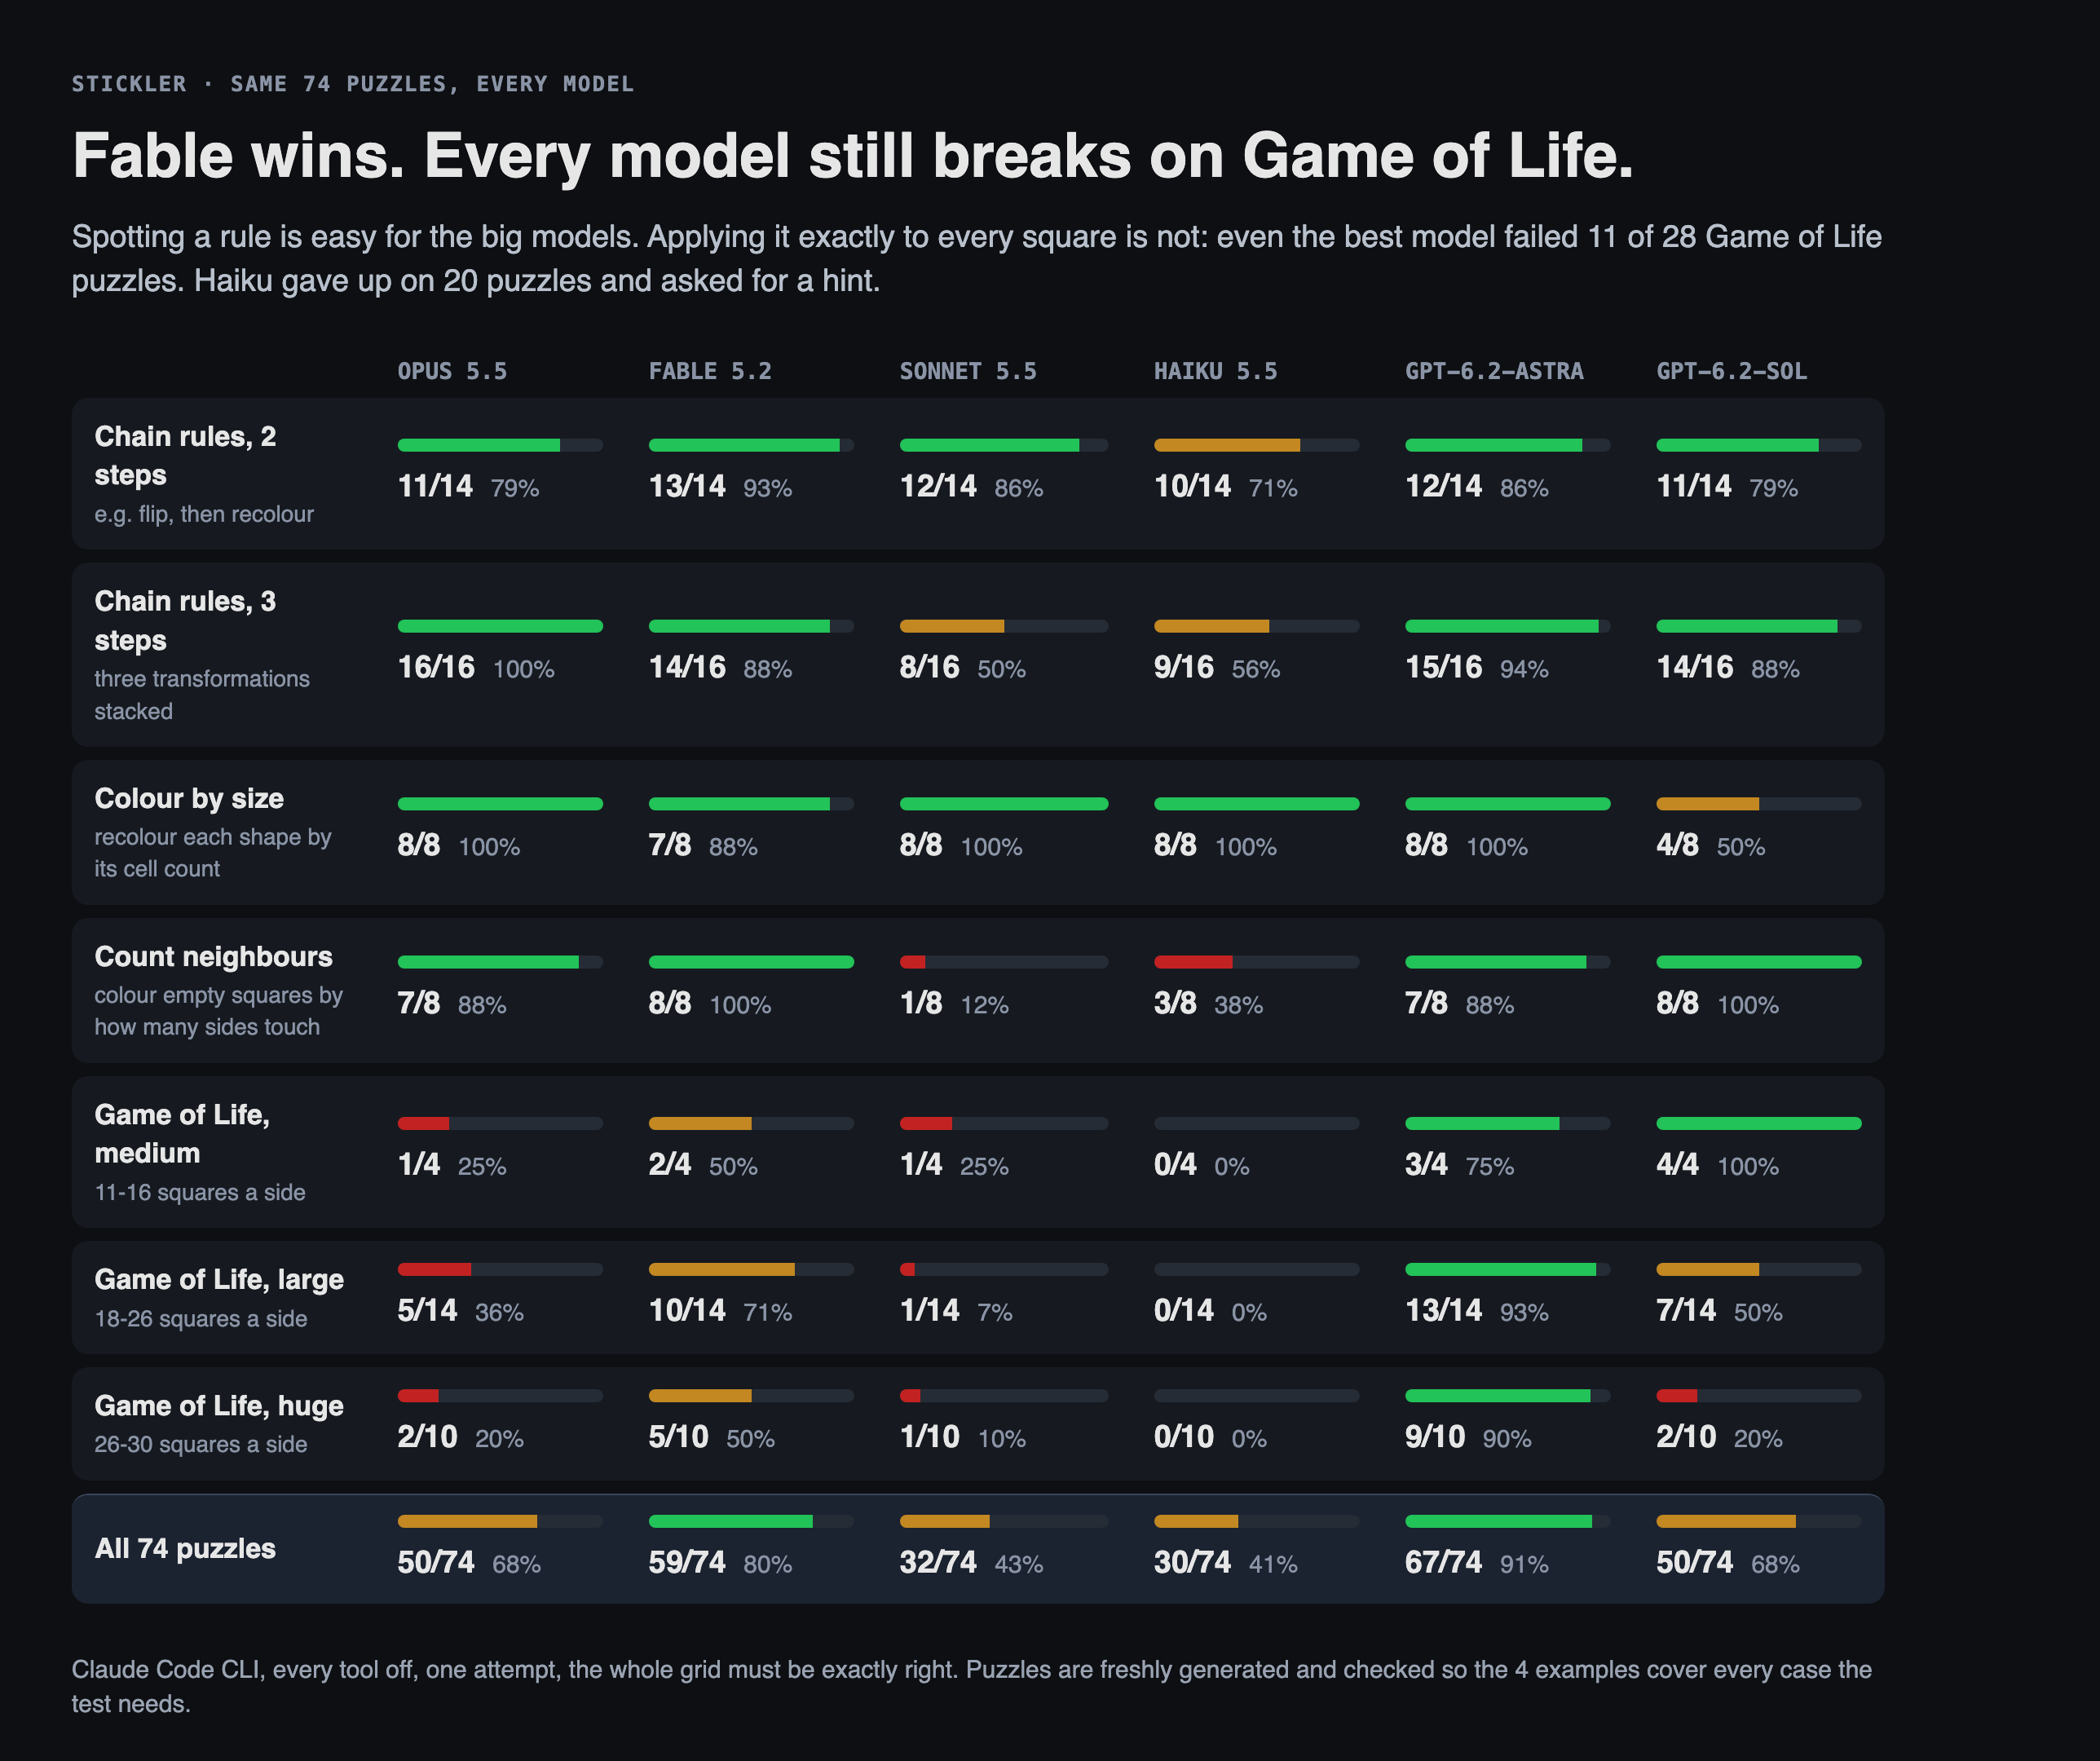 STICKLER · SAME 74 PUZZLES, EVERY MODEL
Fable wins. Every model still breaks on Game of Life.
Spotting a rule is easy for the big models. Applying it exactly to every square is not: even the best model failed 11 of 28 Game of Life
puzzles. Haiku gave up on 20 puzzles and asked for a hint.
OPUS 5.5 FABLE 5.2 SONNET 5.5 HAIKU 5.5 GPT-6.2-ASTRA GPT-6.2-SOL
Chain rules, 2
steps
e.g. flip, then recolour
11/14 79% 13/14 93% 12/14 86% 10/14 71% 12/14 86% 11/14 79%
Chain rules, 3
steps
three transformations
stacked
16/16 100% 14/16 88% 8/16 50% 9/16 56% 15/16 94% 14/16 88%
Colour by size
recolour each shape by
its cell count
8/8 100% 7/8 88% 8/8 100% 8/8 100% 8/8 100% 4/8 50%
Count neighbours
colour empty squares by
how many sides touch
7/8 88% 8/8 100% 1/8 12% 3/8 38% 7/8 88% 8/8 100%
Game of Life,
medium
11-16 squares a side
1/4 25% 2/4 50% 1/4 25% 0/4 0% 3/4 75% 4/4 100%
Game of Life, large
18-26 squares a side
5/14 36% 10/14 71% 1/14 7% 0/14 0% 13/14 93% 7/14 50%
Game of Life, huge
26-30 squares a side
2/10 20% 5/10 50% 1/10 10% 0/10 0% 9/10 90% 2/10 20%
All 74 puzzles
50/74 68% 59/74 80% 32/74 43% 30/74 41% 67/74 91% 50/74 68%
Claude Code CLI, every tool off, one attempt, the whole grid must be exactly right. Puzzles are freshly generated and checked so the 4 examples cover every case the
test needs.